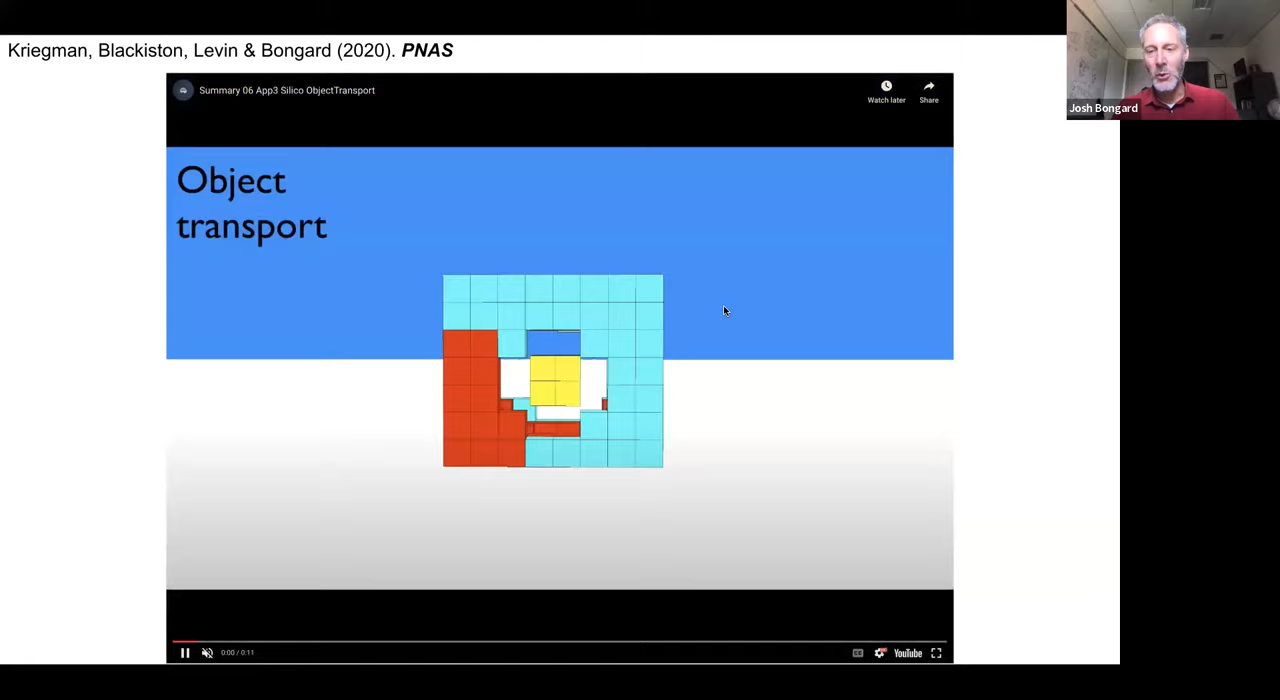 Kriegman, Blackiston, Levin & Bongard (2020). PNAS
Summary 06 App3 Silico ObjectTransport
Watch later
Share
Josh Bongard
Object
transport
0:00 / 0:11
CC
YouTube